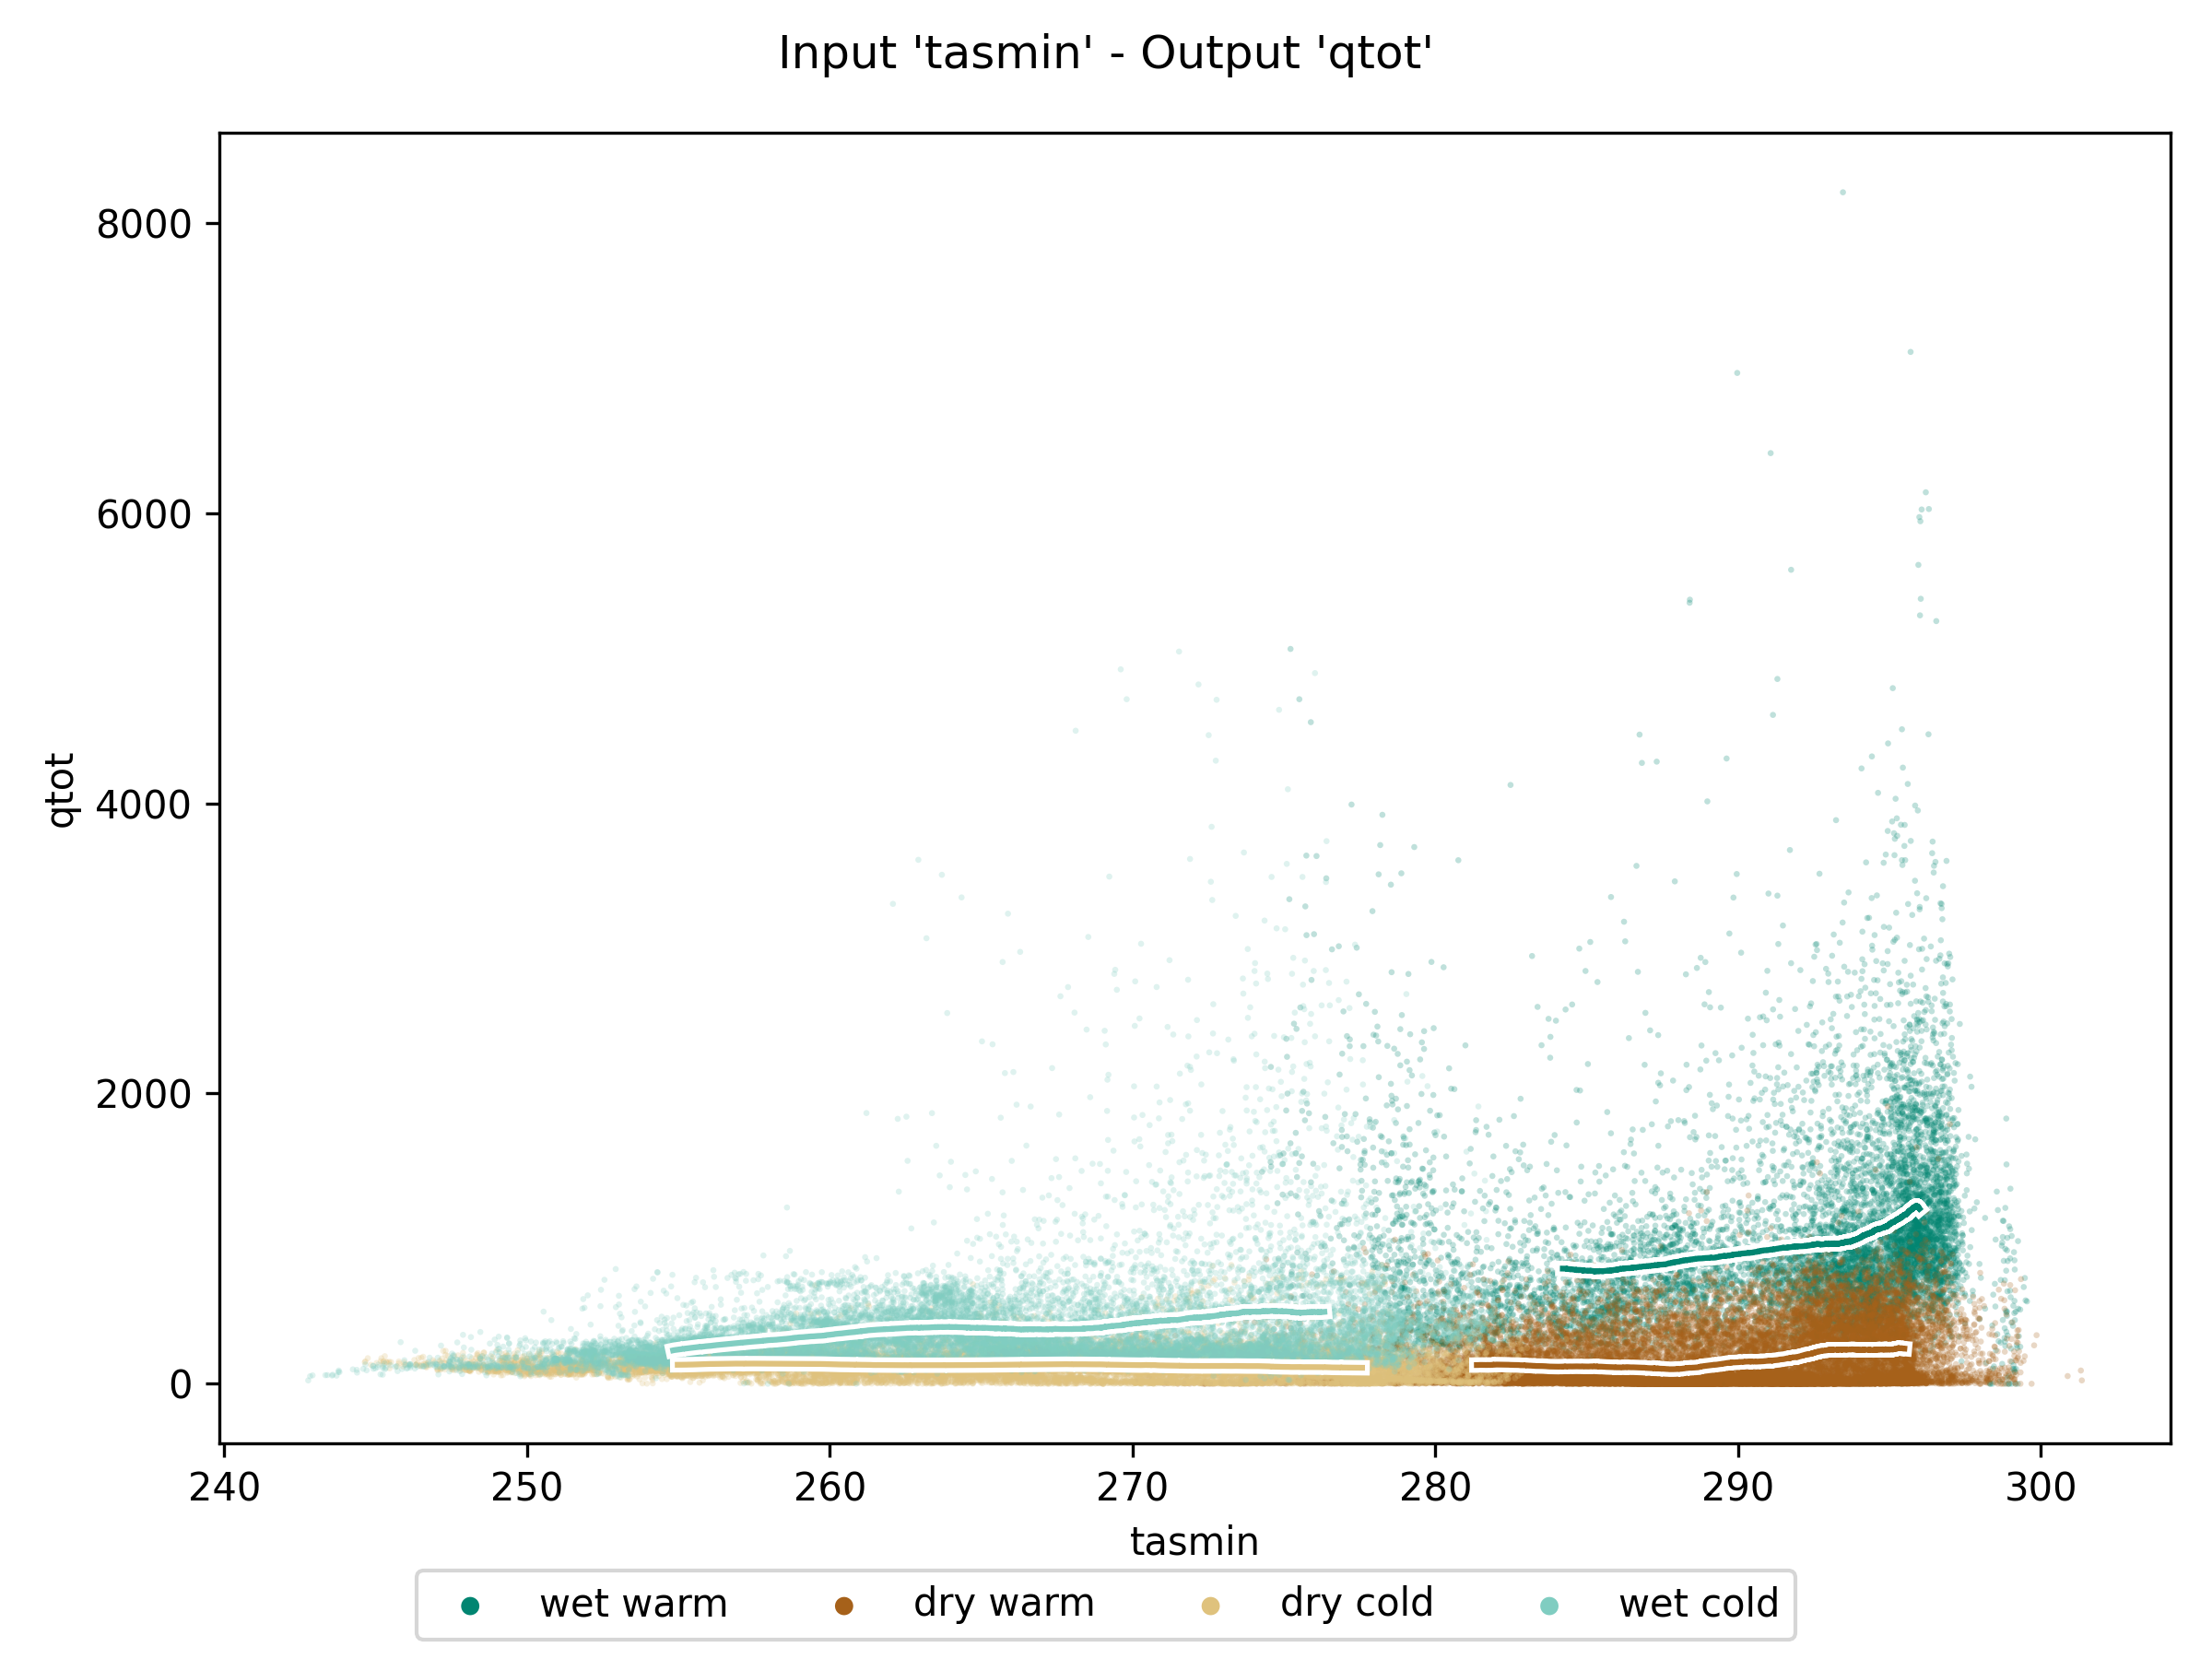 Input 'tasmin' - Output 'qtot'
8000
6000
4000
2000
0
qtot
240 250 260 270 280 290 300
tasmin
wet warm dry warm dry cold wet cold